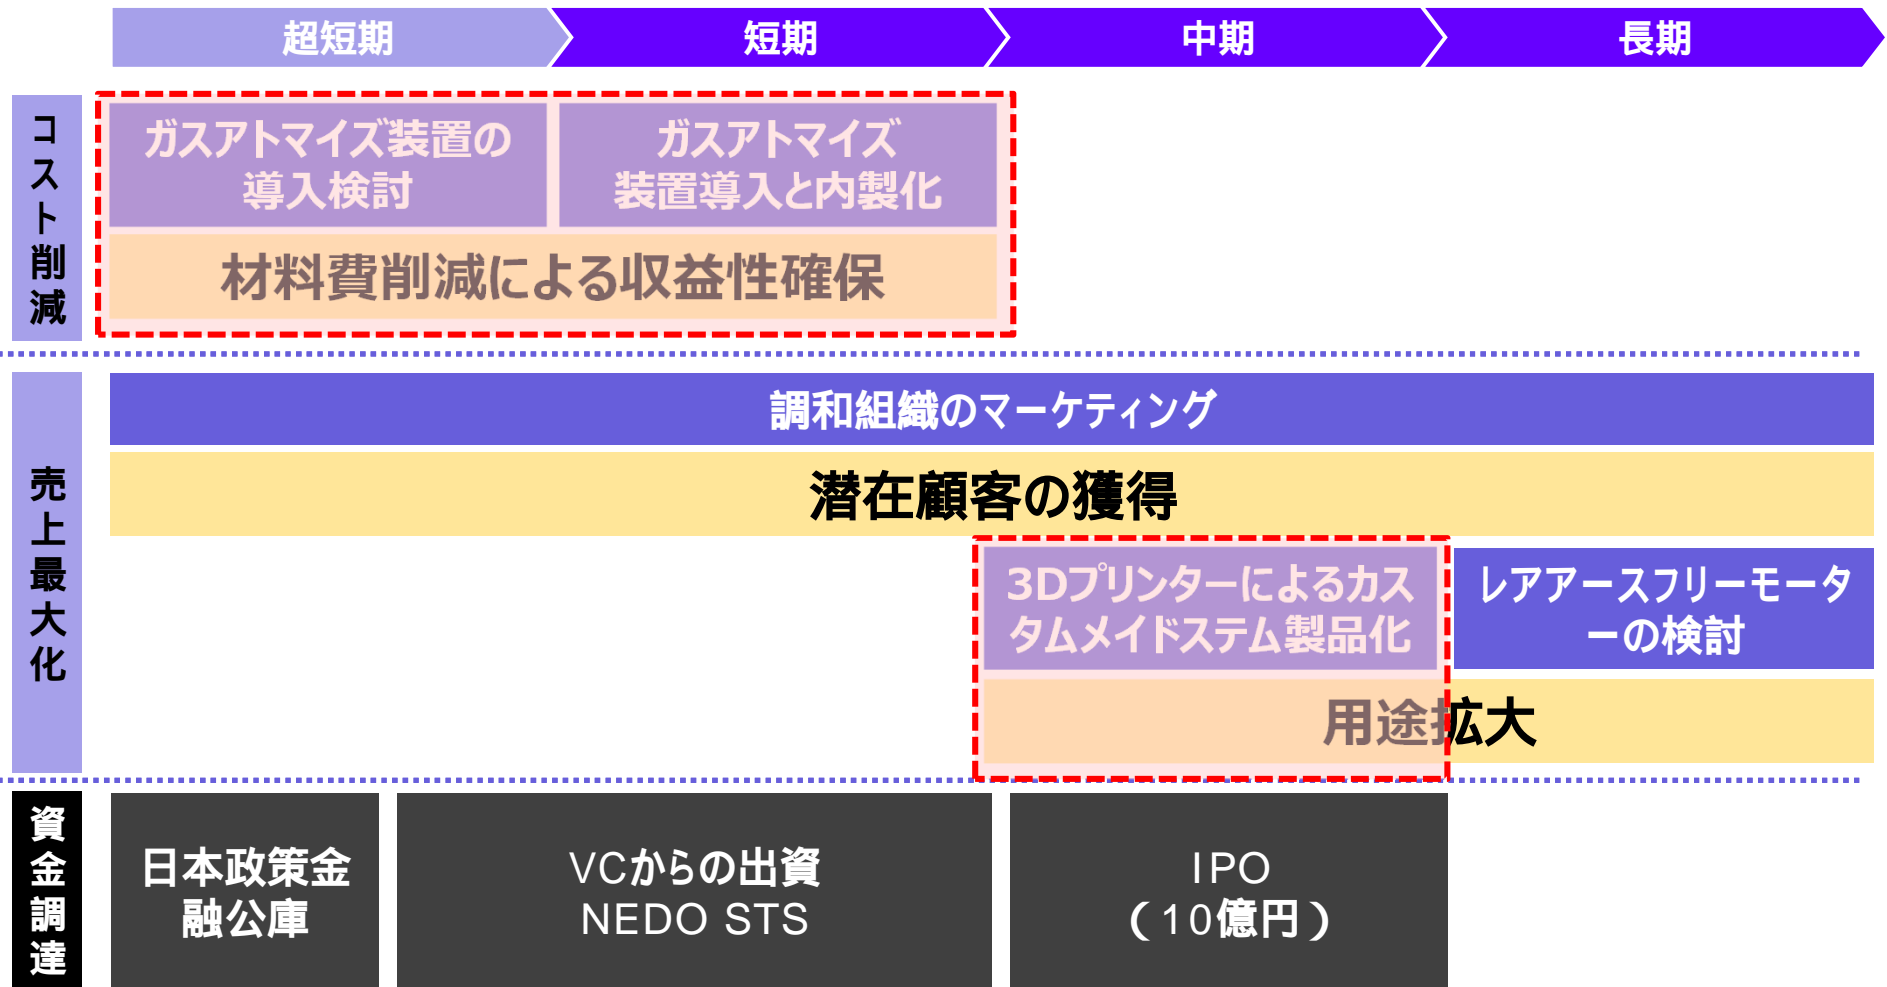 超短期
短期
中期
長期
コスト削減
ガスアトマイズ装置の
導入検討
ガスアトマイズ
装置導入と内製化
材料費削減による収益性確保
売上最大化
調和組織のマーケティング
潜在顧客の獲得
3Dプリンターによるカス
タムメイドステム製品化
レアアースフリーモータ
ーの検討
用途拡大
資金調達
日本政策金
融公庫
VCからの出資
NEDO STS
IPO
(10億円)